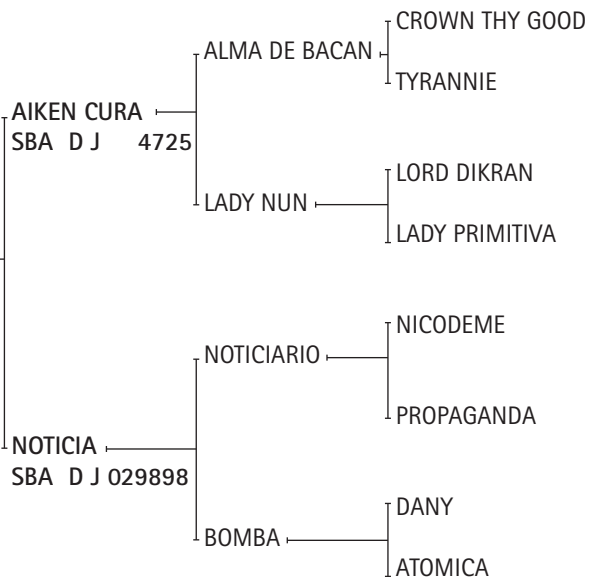 CROWN THY GOOD
ALMA DE BACAN
TYRANNIE
AIKEN CURA
SBA D J 4725
LORD DIKRAN
LADY NUN
LADY PRIMITIVA
NICODEME
NOTICIARIO
PROPAGANDA
NOTICIA
SBA D J 029898
DANY
BOMBA
ATOMICA